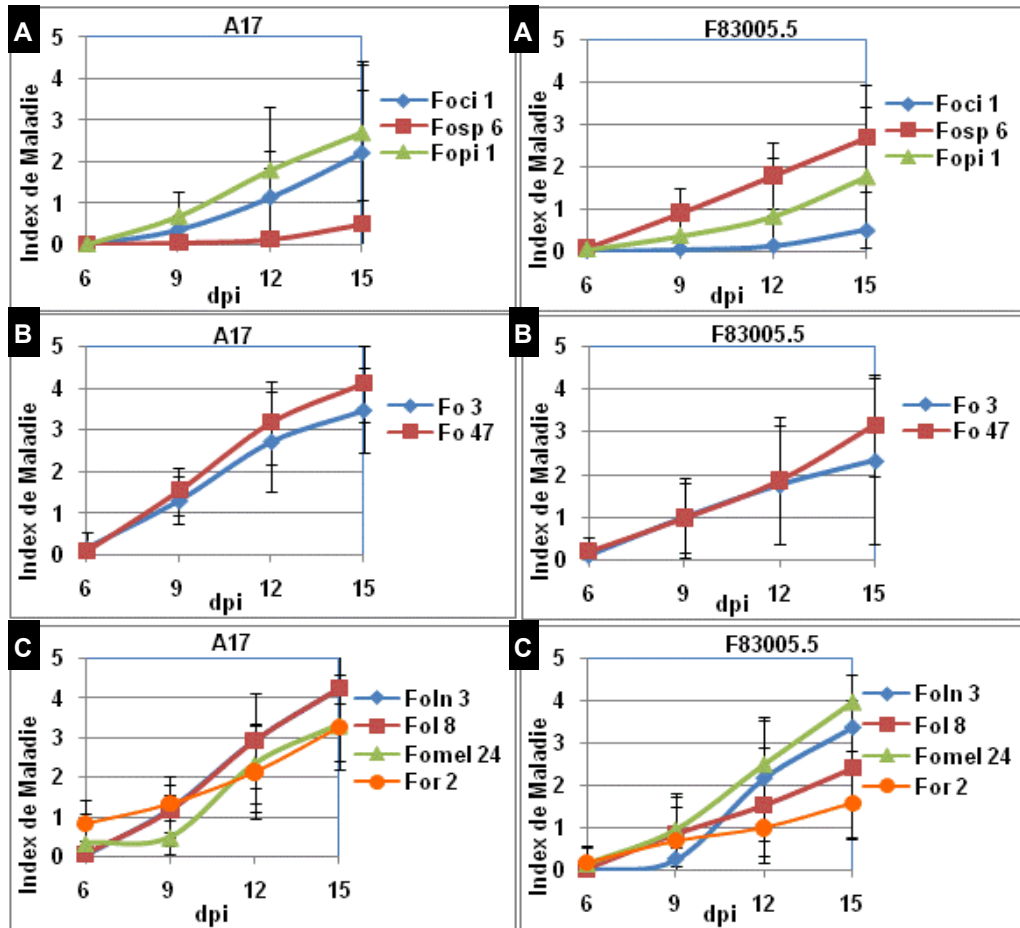 A
A17
Index de Maladie
5
4
3
2
1
0
6 9 12 15
dpi
Foci 1
Fosp 6
Fopi 1
A
F83005.5
Index de Maladie
5
4
3
2
1
0
6 9 12 15
dpi
Foci 1
Fosp 6
Fopi 1
B
A17
Index de Maladie
5
4
3
2
1
0
6 9 12 15
dpi
Fo 3
Fo 47
B
F83005.5
Index de Maladie
5
4
3
2
1
0
6 9 12 15
dpi
Fo 3
Fo 47
C
A17
Index de Maladie
5
4
3
2
1
0
6 9 12 15
dpi
Foln 3
Fol 8
Fomel 24
For 2
C
F83005.5
Index de Maladie
5
4
3
2
1
0
6 9 12 15
dpi
Foln 3
Fol 8
Fomel 24
For 2